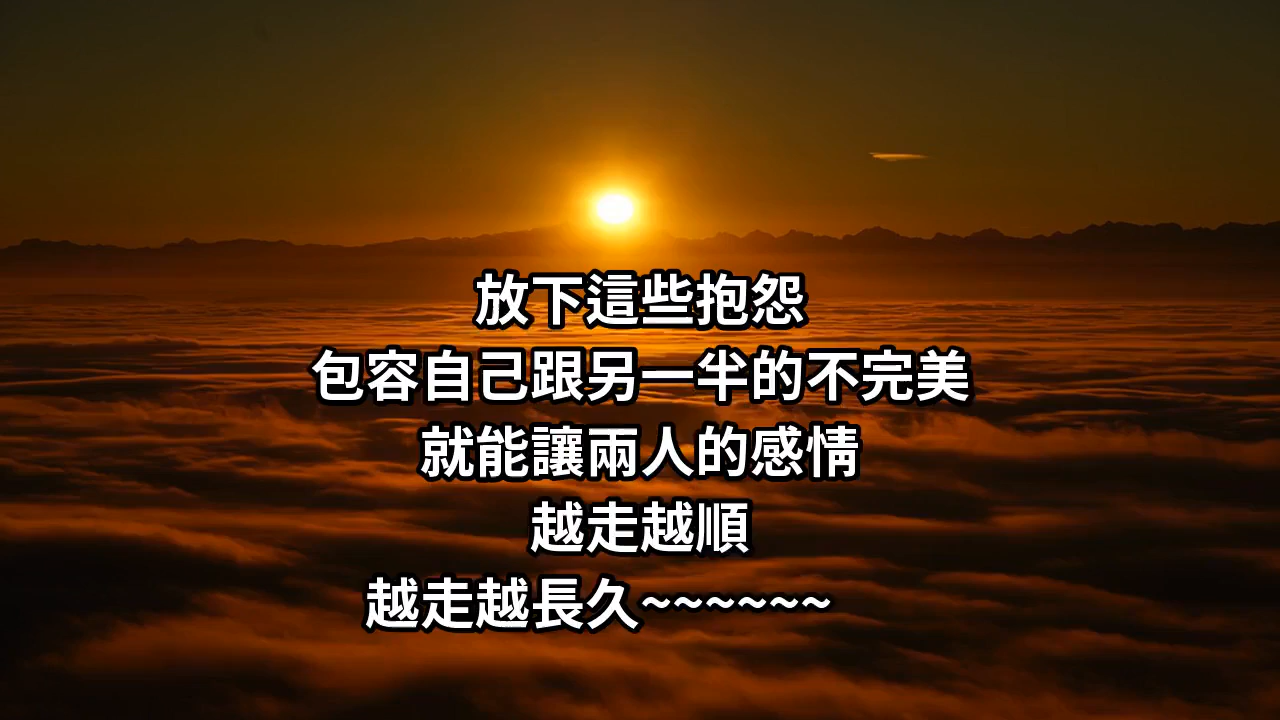 放下這些抱怨
包容自己跟另一半的不完美
就能讓兩人的感情
越走越順
越走越長久~~~~~~